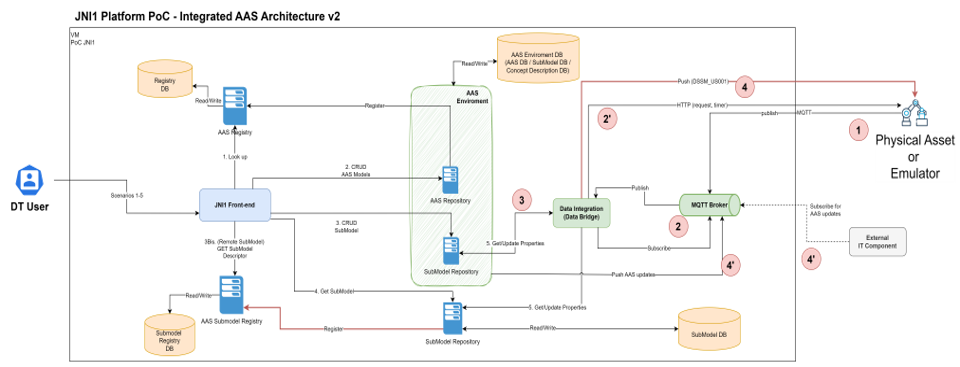 JNI1 Platform PoC - Integrated AAS Architecture v2
VM
PoC JNI1
Registry
DB
Read/Write
AAS Registry
Register
1. Look up
Read/Write
AAS Enviroment DB
(AAS DB / SubModel DB /
Concept Description DB)
AAS
Enviroment
Push (DSSM_US001)
4
HTTP (request, timer)
2'
publish
MQTT
1
Physical Asset
or
Emulator
2. CRUD
AAS Models
AAS Repository
DT User
Scenarios 1-5
JNI1 Front-end
3. CRUD
SubModel
3
Data Integration
(Data Bridge)
Publish
MQTT Broker
2
Subscribe
Subscribe for
AAS updates
External
IT Component
4'
4'
3Bis. (Remote SubModel)
GET SubModel
Descriptor
5. Get/Update Properties
SubModel Repository
Push AAS updates
Read/Write
4. Get SubModel
AAS Submodel Registry
Submodel
Registry
DB
Register
5. Get/Update Properties
Read/Write
SubModel Repository
SubModel DB